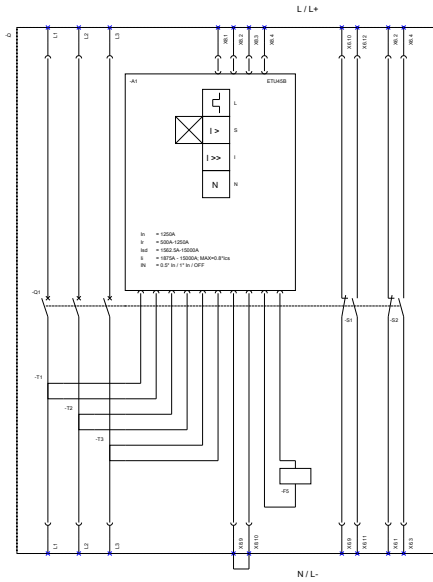 L / L+
-Q
L1
L2
L3
X8.1
X8.2
X8.3
X8.4
X6.10
X6.12
X6.2
X6.4
-A1
ETU45B
L
I >
S
I >>
I
N
N
In = 1250A
Ir = 500A-1250A
Isd = 1562.5A-15000A
Ii = 1875A - 15000A; MAX=0.8*Ics
IN = 0.5* In / 1* In / OFF
-Q1
-S1
-S2
-T1
-T2
-T3
-F5
L1
L2
L3
X8.9
X8.10
X6.9
X6.11
X6.1
X6.3
N / L-